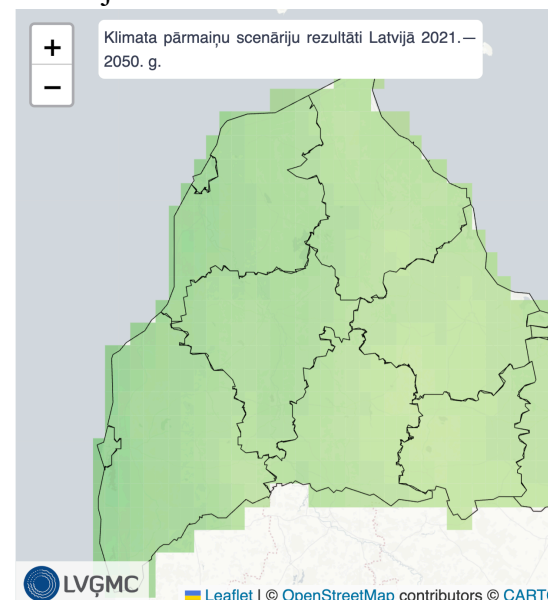 +
Klimata pārmaiņu scenāriju rezultāti Latvijā 2021.—
2050. g.
−
LVĢMC
Leaflet | © OpenStreetMap contributors ©